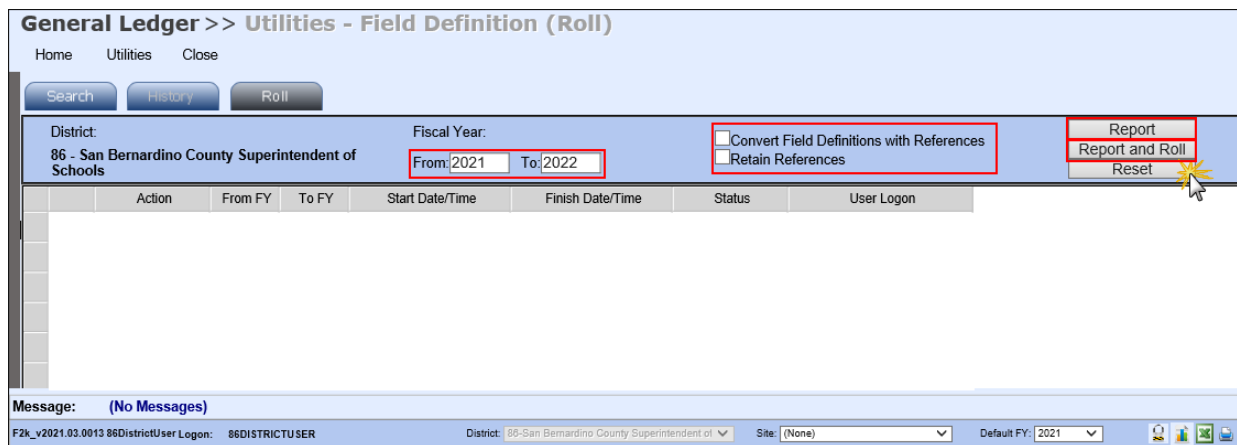 General Ledger >> Utilities - Field Definition (Roll)
Home Utilities Close
Search History Roll
District:
86 - San Bernardino County Superintendent of
Schools
Fiscal Year:
From: 2021 To: 2022
Convert Field Definitions with References
Retain References
Report
Report and Roll
Reset
Action From FY To FY Start Date/Time Finish Date/Time Status User Logon
Message: (No Messages)
F2k_v2021.03.0013 86DistrictUser Logon: 86DISTRICTUSER District: 86-San Bernardino County Superintendent of Site: (None) Default FY: 2021